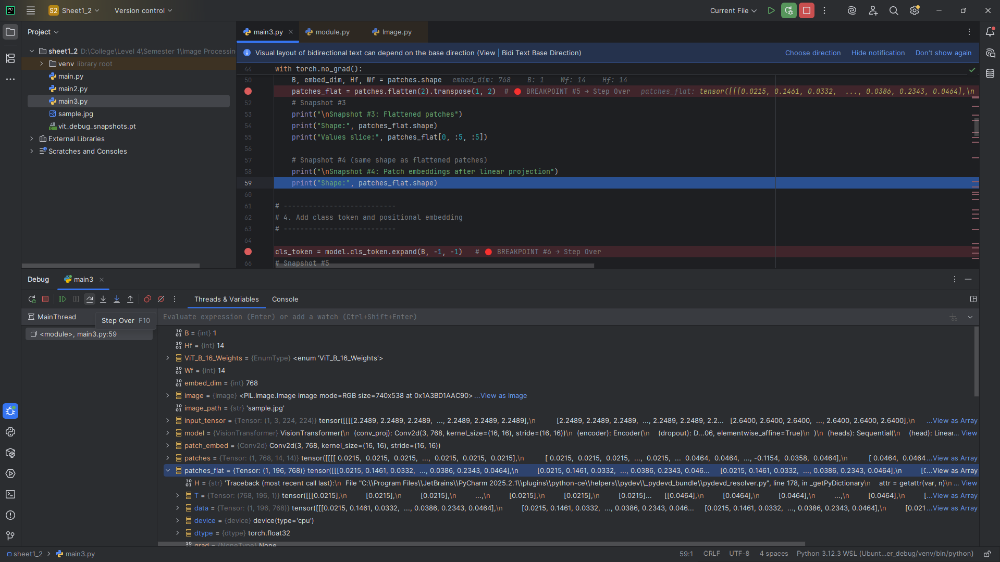 PC
S2 Sheet1_2
Version control
Current File
Project
main3.py
module.py
Image.py
Visual layout of bidirectional text can depend on the base direction (View | Bidi Text Base Direction)
Choose direction
Hide notification
Don't show again
sheet1_2 D:\College\Level 4\Semester 1\Image Processin
venv library root
main.py
main2.py
main3.py
sample.jpg
vit_debug_snapshots.pt
External Libraries
Scratches and Consoles
44 with torch.no_grad():
50 B, embed_dim, Hf, Wf = patches.shape embed_dim: 768 B: 1 Wf: 14 Hf: 14
patches_flat = patches.flatten(2).transpose(1, 2) # 🔴 BREAKPOINT #5 → Step Over patches_flat: tensor([[[0.0215, 0.1461, 0.0332, ..., 0.0386, 0.2343, 0.0464],\n
52 # Snapshot #3
53 print("\nSnapshot #3: Flattened patches")
54 print("Shape:", patches_flat.shape)
55 print("Values slice:", patches_flat[0, :5, :5])
56
57 # Snapshot #4 (same shape as flattened patches)
58 print("\nSnapshot #4: Patch embeddings after linear projection")
59 print("Shape:", patches_flat.shape)
60
61 # ---------------------------
62 # 4. Add class token and positional embedding
63 # ---------------------------
64
cls_token = model.cls_token.expand(B, -1, -1) # 🔴 BREAKPOINT #6 → Step Over
66 # Snapshot #5
Debug
main3
Threads & Variables
Console
MainThread
Step Over F10
<module>, main3.py:59
Evaluate expression (Enter) or add a watch (Ctrl+Shift+Enter)
B = {int} 1
Hf = {int} 14
ViT_B_16_Weights = {EnumType} <enum 'ViT_B_16_Weights'>
Wf = {int} 14
embed_dim = {int} 768
image = {Image} <PIL.Image.Image image mode=RGB size=740x538 at 0x1A3BD1AAC90> ...View as Image
image_path = {str} 'sample.jpg'
input_tensor = {Tensor: (1, 3, 224, 224)} tensor([[[[2.2489, 2.2489, 2.2489, ..., 2.2489, 2.2489, 2.2489],\n [2.2489, 2.2489, 2.2489, ..., 2.2489, 2.2489, 2.2... [2.6400, 2.6400, 2.6400, ..., 2.6400, 2.6400, 2.6400],\n ...View as Array
model = {VisionTransformer} VisionTransformer(\n (conv_proj): Conv2d(3, 768, kernel_size=(16, 16), stride=(16, 16))\n (encoder): Encoder(\n (dropout): D...06, elementwise_affine=True)\n )\n (heads): Sequential(\n (head): Linear... View
patch_embed = {Conv2d} Conv2d(3, 768, kernel_size=(16, 16), stride=(16, 16))
patches = {Tensor: (1, 768, 14, 14)} tensor([[[[ 0.0215, 0.0215, 0.0215, ..., 0.0215, 0.0215, 0.0215],\n [ 0.0215, 0.0215, 0.0215, ..., 0.0215, ... 0.0464, 0.0464, ..., -0.1154, 0.0358, 0.0464],\n [ 0.0464, 0.0464 ...View as Array
patches_flat = {Tensor: (1, 196, 768)} tensor([[[0.0215, 0.1461, 0.0332, ..., 0.0386, 0.2343, 0.0464],\n [0.0215, 0.1461, 0.0332, ..., 0.0386, 0.2343, 0.046... [0.0215, 0.1461, 0.0332, ..., 0.0386, 0.2343, 0.0464],\n [0...View as Array
H = {str} 'Traceback (most recent call last):\n File "C:\\Program Files\\JetBrains\\PyCharm 2025.2.1\\plugins\\python-ce\\helpers\\pydev\\_pydevd_bundle\\pydevd_resolver.py", line 178, in _getPyDictionary\n attr = getattr(var, n)\n ... View
T = {Tensor: (768, 196, 1)} tensor([[[0.0215],\n [0.0215],\n [0.0215],\n ...,\n [0.0215],\n [0.0215],\n [0.0215]... [[0.0464],\n [0.0464],\n [0.0464],\n ...,\n [0.0464],\n [...View as Array
data = {Tensor: (1, 196, 768)} tensor([[[0.0215, 0.1461, 0.0332, ..., 0.0386, 0.2343, 0.0464],\n [0.0215, 0.1461, 0.0332, ..., 0.0386, 0.2343, 0.046... [0.0215, 0.1461, 0.0332, ..., 0.0386, 0.2343, 0.0464],\n [0.021 ...View as Array
device = {device} device(type='cpu')
dtype = {dtype} torch.float32
grad = {NoneType} None
sheet1_2 > main3.py
59:1 CRLF UTF-8 4 spaces Python 3.12.3 WSL (Ubunt...er_debug/venv/bin/python)